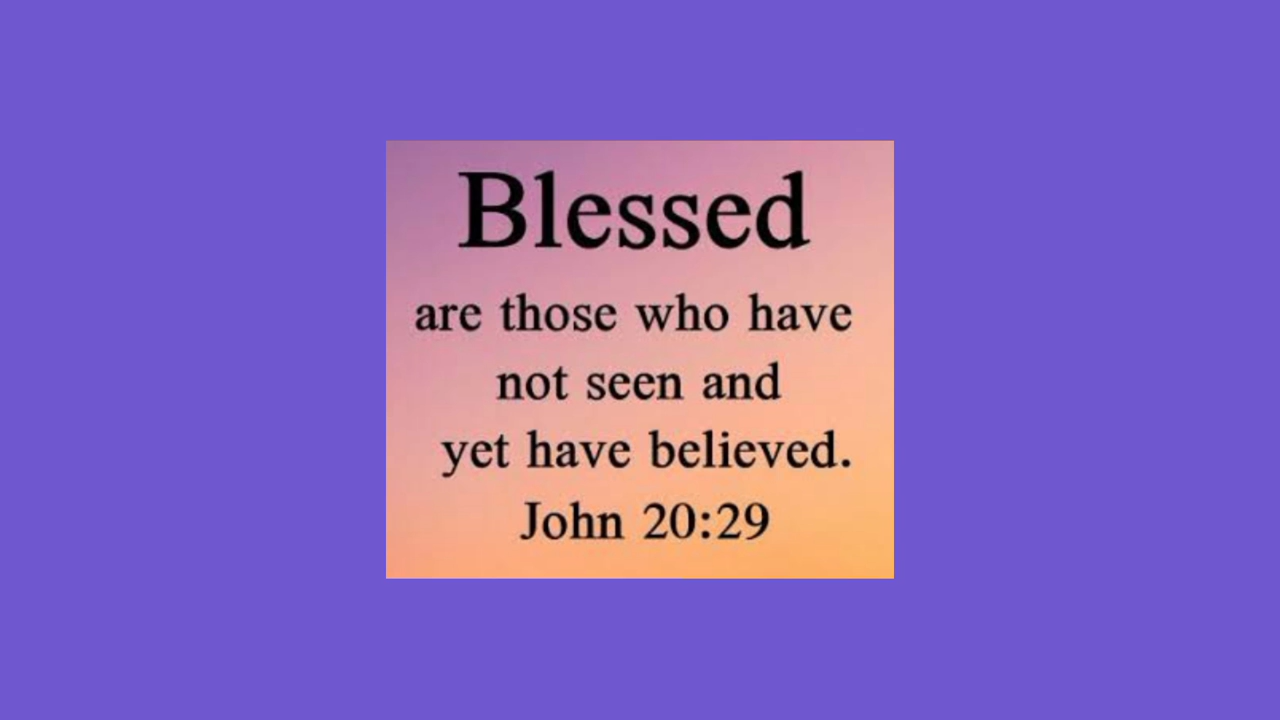 Blessed
are those who have
not seen and
yet have believed.
John 20:29